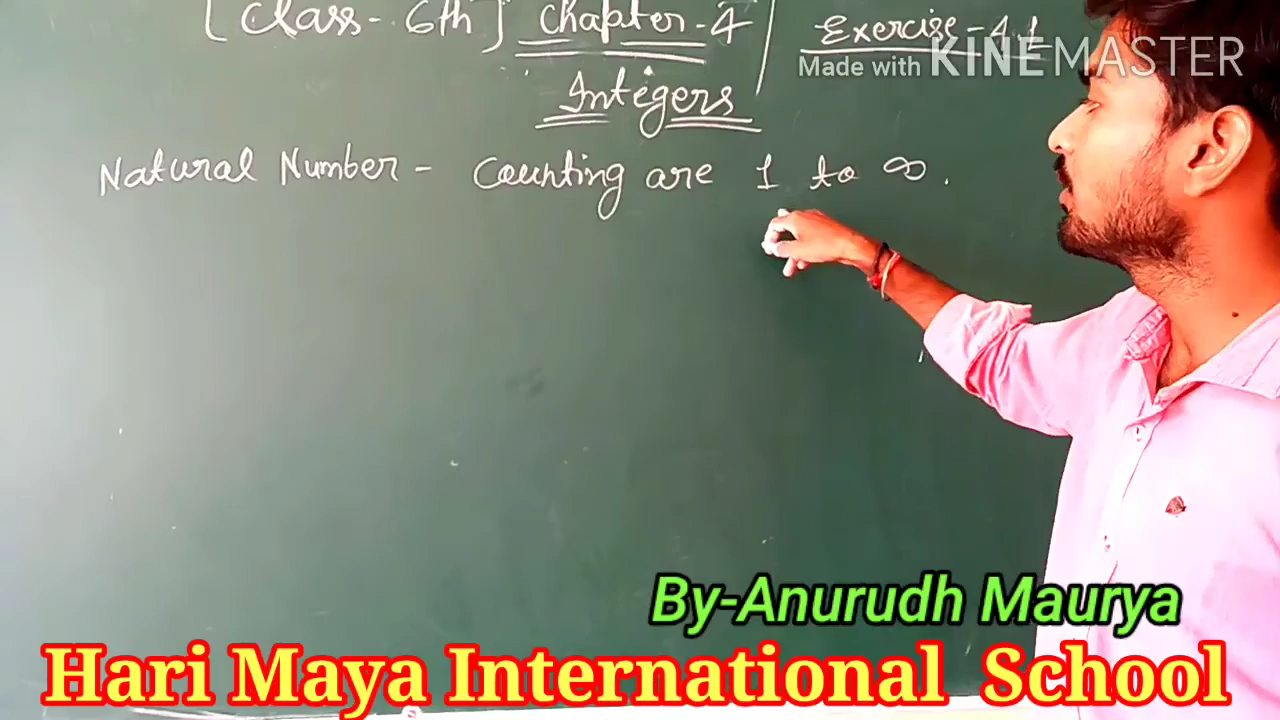 [Class-6th] Chapter-4 / Exercise-4.1
Made with KINEMASTER
Integers
Natural Number - Counting are 1 to ∞.
By-Anurudh Maurya
Hari Maya International School